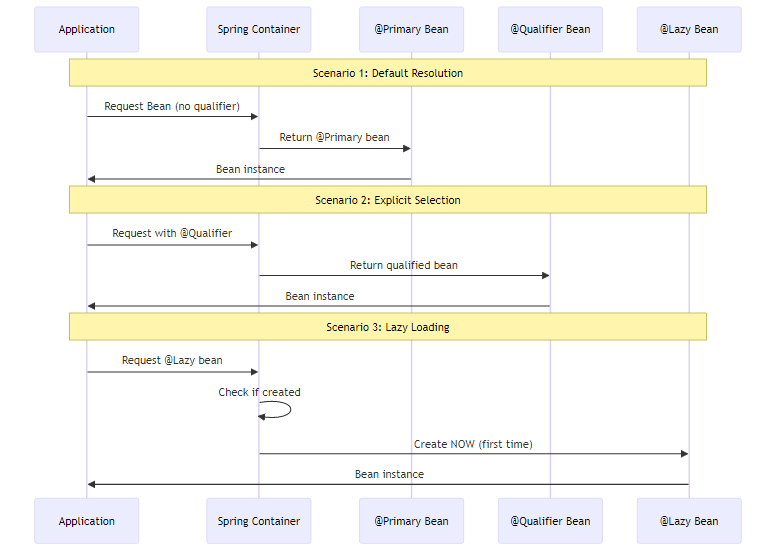 Application
Spring Container
@Primary Bean
@Qualifier Bean
@Lazy Bean
Scenario 1: Default Resolution
Request Bean (no qualifier)
Return @Primary bean
Bean instance
Scenario 2: Explicit Selection
Request with @Qualifier
Return qualified bean
Bean instance
Scenario 3: Lazy Loading
Request @Lazy bean
Check if created
Create NOW (first time)
Bean instance
Application
Spring Container
@Primary Bean
@Qualifier Bean
@Lazy Bean